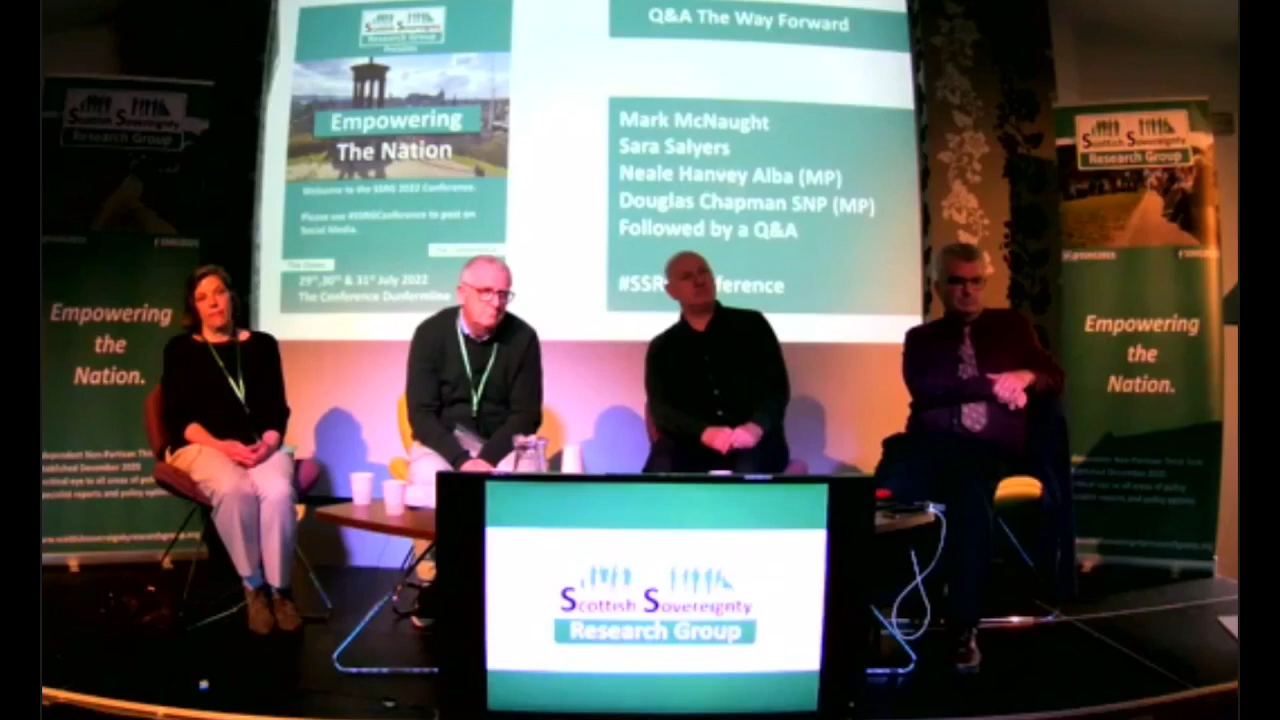 Scottish Sovereignty
Research Group
Presents
Empowering
The Nation
Welcome to the SSRG 2022 Conference.
Please use #SSRGConference to post on
Social Media.
29th, 30th & 31st July 2022
The Conference Dunfermline
Q&A The Way Forward
Mark McNaught
Sara Salyers
Neale Hanvey Alba (MP)
Douglas Chapman SNP (MP)
Followed by a Q&A
#SSR
ference
Scottish Sovereignty
Research Group
Empowering
the
Nation.
Scottish Sovereignty
Research Group
Empowering
the
Nation.
Scottish Sovereignty
Research Group